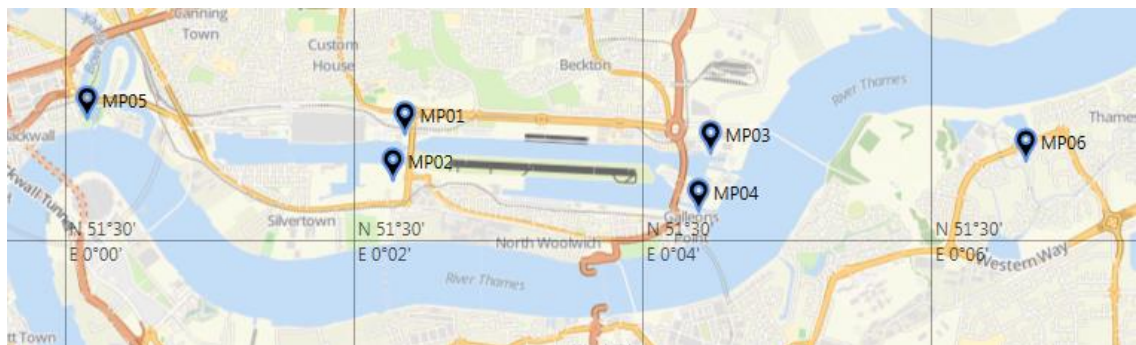 Canning
Town
Custom
House
Beckton
River Thames
MP05
MP01
Thames
MP03
MP06
Blackwall
MP02
MP04
Silvertown
Galleons
Point
N 51°30'
E 0°00'
N 51°30'
E 0°02'
North Woolwich
N 51°30'
E 0°04'
N 51°30'
E 0°06'
Western Way
River Thames
tt Town